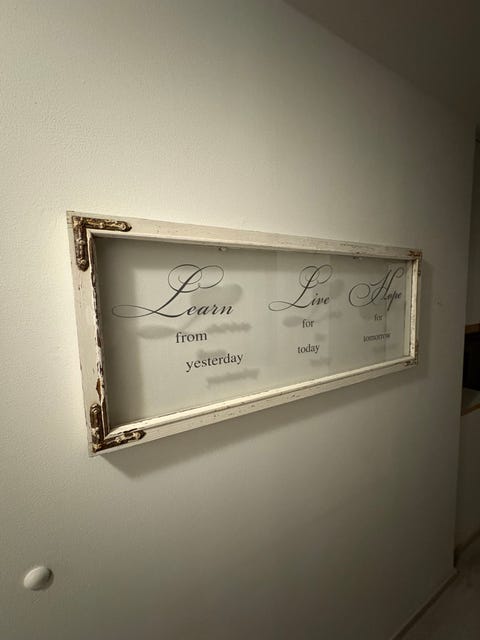 Learn Live Hope
from for for
yesterday today tomorrow